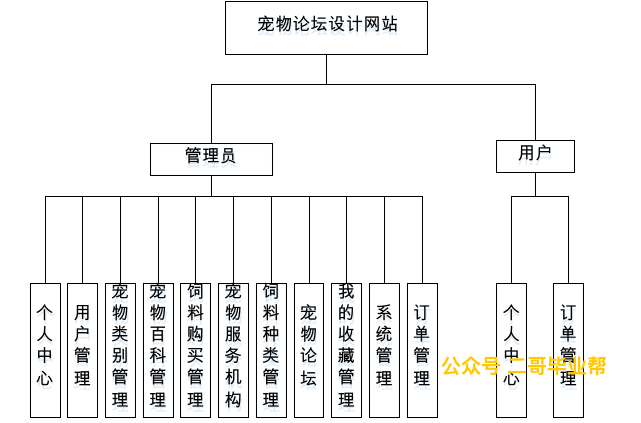 宠物论坛设计网站
管理员
用户
个人中心
用户管理
宠物类别管理
宠物百科管理
饲料购买管理
宠物服务机构
饲料种类管理
宠物论坛
我的收藏管理
系统管理
订单管理
个人中心
订单管理
公众号 二哥毕业帮